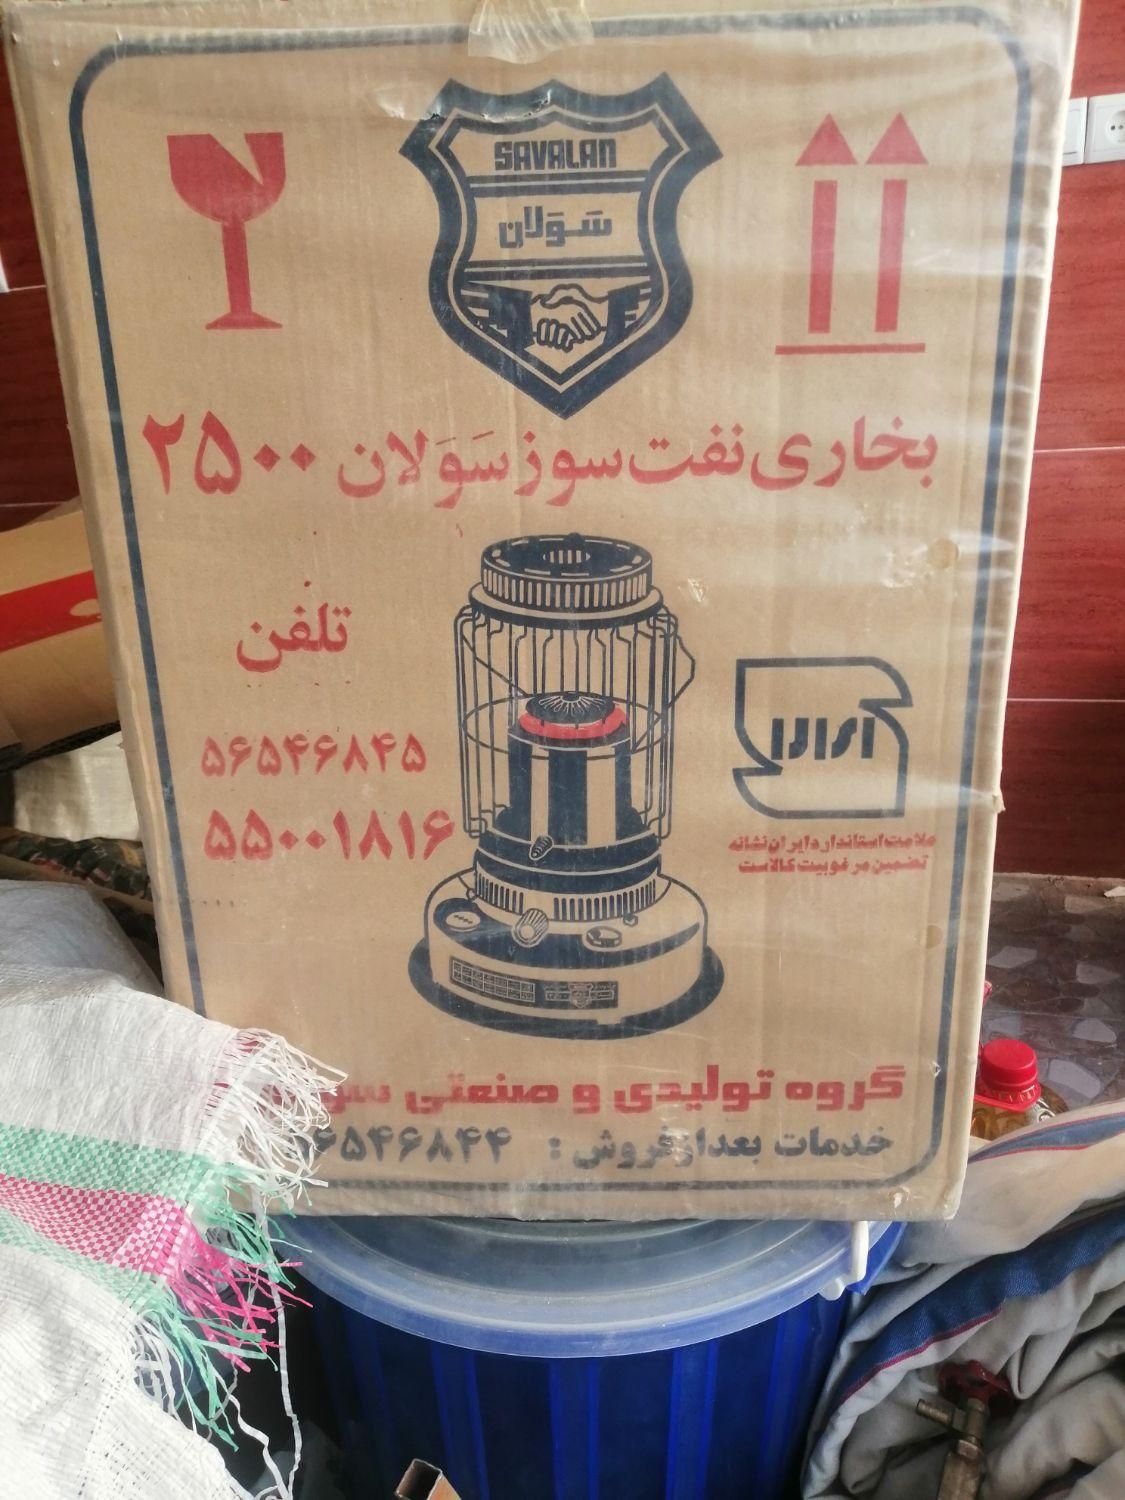 SAVALAN
سَوَلان
بخاری نفت سوز سَوَلان ۲۵۰۰
تلفن
۵۶۵۴۶۸۴۵
۵۵۰۰۱۸۱۶
علامت استاندارد ایران نشانه
تضمین مرغوبیت کالاست
گروه تولیدی و صنعتی
خدمات بعد از فروش : ۵۶۵۴۶۸۴۴